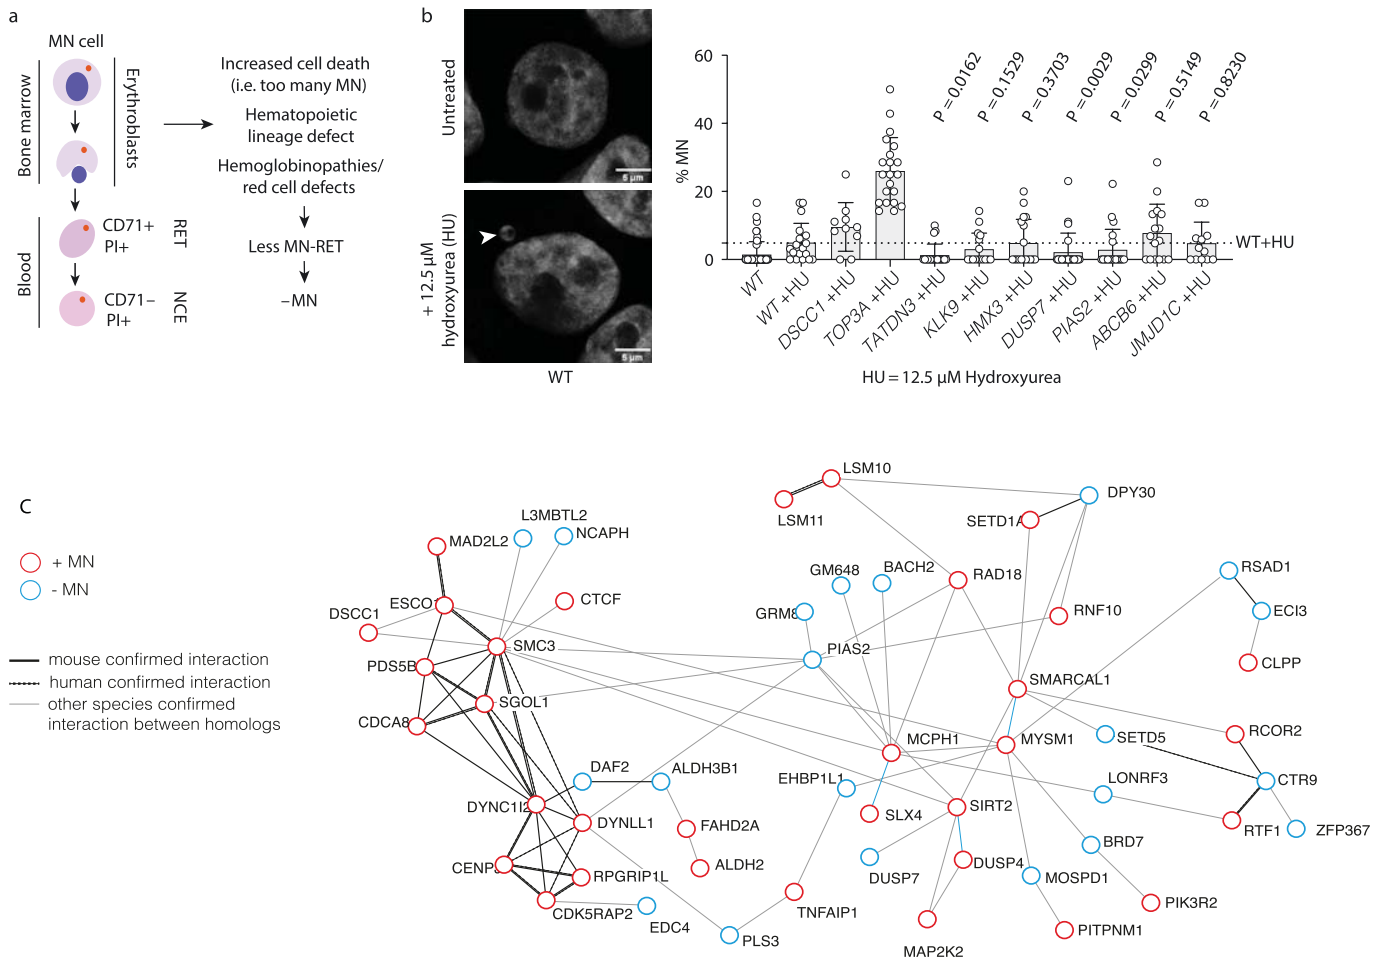 a
MN cell
Bone marrow
Erythroblasts
Increased cell death
(i.e. too many MN)
Hematopoietic
lineage defect
Hemoglobinopathies/
red cell defects
Less MN-RET
–MN
Blood
CD71+
PI+
RET
CD71–
PI+
NCE
b
Untreated
5 µm
+ 12.5 µM
hydroxyurea (HU)
5 µm
WT
% MN
60
40
20
0
P = 0.0162
P = 0.1529
P = 0.3703
P = 0.0029
P = 0.0299
P = 0.5149
P = 0.8230
WT+HU
WT
WT +HU
DSCC1 +HU
TOP3A +HU
TATDN3 +HU
KLK9 +HU
HMX3 +HU
DUSP7 +HU
PIAS2 +HU
ABCB6 +HU
JMJD1C +HU
HU = 12.5 µM Hydroxyurea
C
+ MN
- MN
mouse confirmed interaction
human confirmed interaction
other species confirmed
interaction between homologs
LSM10
LSM11
DPY30
SETD1A
L3MBTL2
NCAPH
MAD2L2
RSAD1
GM648
BACH2
RAD18
ESCO1
CTCF
DSCC1
GRM8
RNF10
ECI3
SMC3
PIAS2
CLPP
PDS5B
SMARCAL1
SGOL1
CDCA8
MCPH1
MYSM1
SETD5
RCOR2
DAF2
ALDH3B1
EHBP1L1
LONRF3
CTR9
DYNC1I2
DYNLL1
FAHD2A
SLX4
SIRT2
RTF1
ZFP367
BRD7
CENPJ
RPGRIP1L
ALDH2
DUSP7
DUSP4
MOSPD1
CDK5RAP2
EDC4
TNFAIP1
PIK3R2
PLS3
MAP2K2
PITPNM1